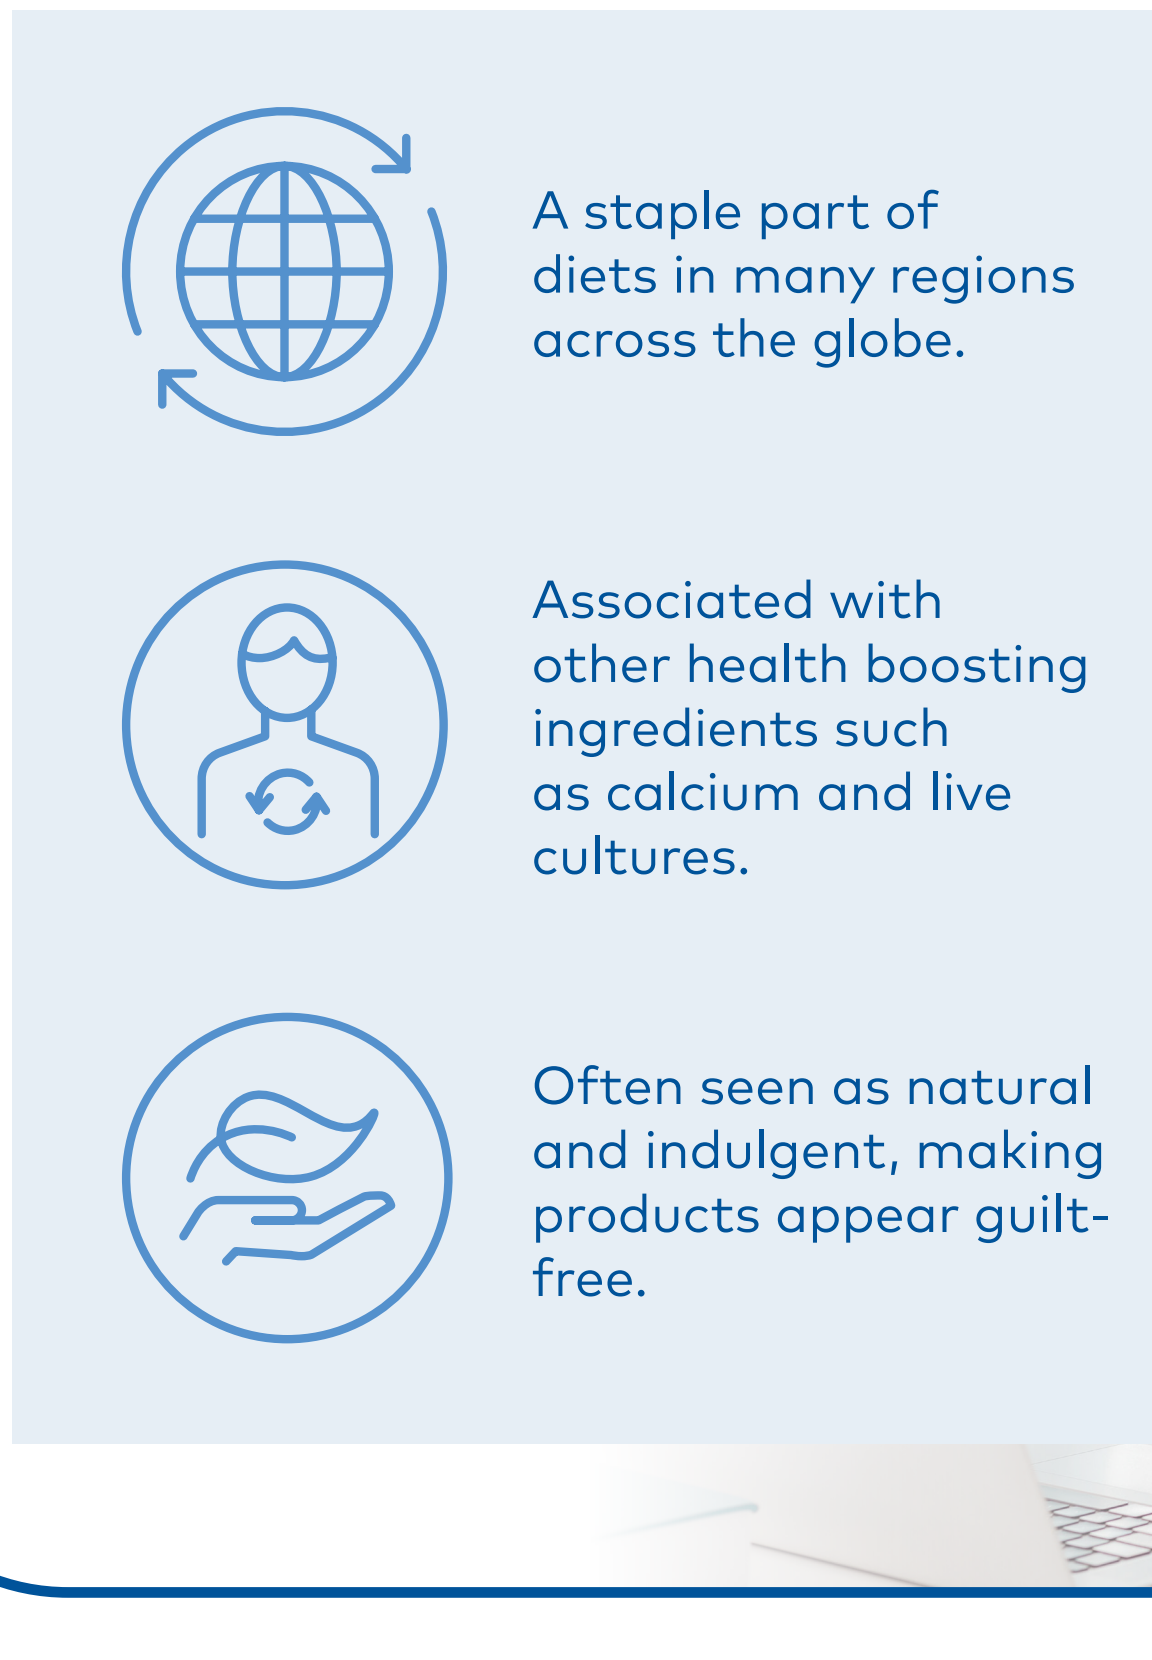 A staple part of
diets in many regions
across the globe.
Associated with
other health boosting
ingredients such
as calcium and live
cultures.
Often seen as natural
and indulgent, making
products appear guilt-
free.